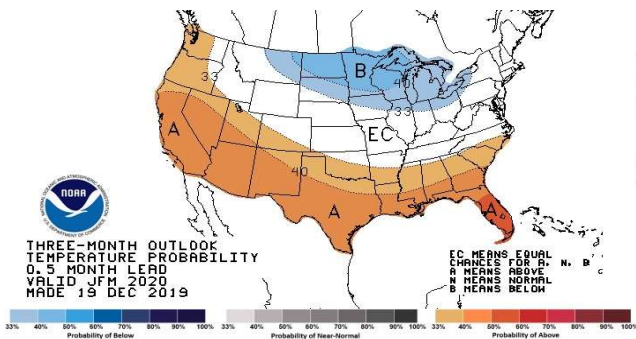 B
33
40
33
A
EC
40
A
A
NOAA
NATIONAL OCEANIC AND ATMOSPHERIC ADMINISTRATION
U.S. DEPARTMENT OF COMMERCE
THREE-MONTH OUTLOOK
TEMPERATURE PROBABILITY
0.5 MONTH LEAD
VALID JFM 2020
MADE 19 DEC 2019
EC MEANS EQUAL
CHANCES FOR A, N, B
A MEANS ABOVE
N MEANS NORMAL
B MEANS BELOW
33% 40% 50% 60% 70% 80% 90% 100% 33% 40% 50% 60% 70% 80% 90% 100% 33% 40% 50% 60% 70% 80% 90% 100%
Probability of Below Probability of Near-Normal Probability of Above